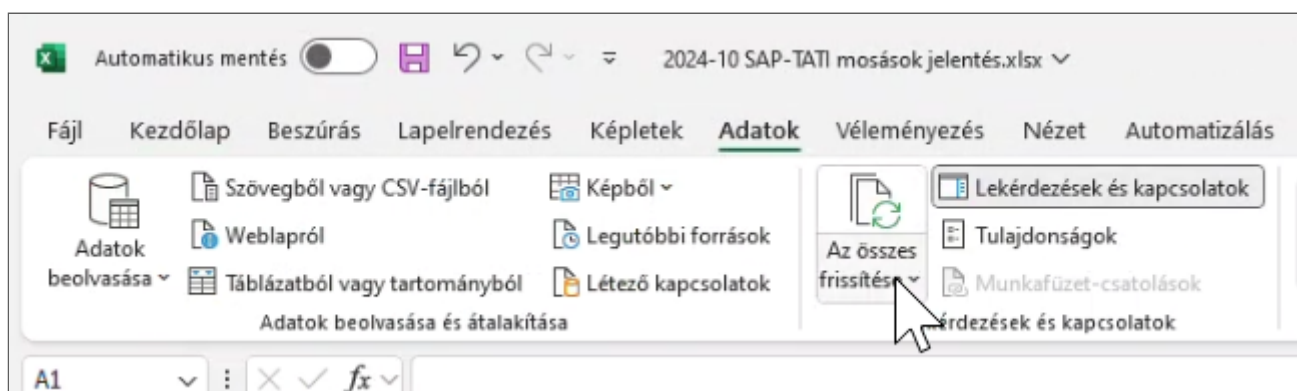 Automatikus mentés 2024-10 SAP-TATI mosások jelentés.xlsx
Fájl Kezdőlap Beszúrás Lapelrendezés Képletek Adatok Véleményezés Nézet Automatizálás
Adatok beolvasása
Szövegből vagy CSV-fájlból
Weblapról
Táblázatból vagy tartományból
Képből
Legutóbbi források
Létező kapcsolatok
Adatok beolvasása és átalakítása
Az összes
frissítése
Lekérdezések és kapcsolatok
Tulajdonságok
Munkafüzet-csatolások
érdezések és kapcsolatok
A1 fx